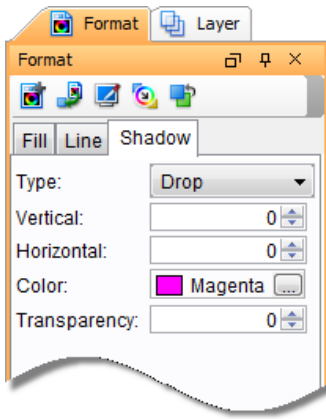 Format Layer
Format
Fill Line Shadow
Type: Drop
Vertical: 0
Horizontal: 0
Color: Magenta ...
Transparency: 0